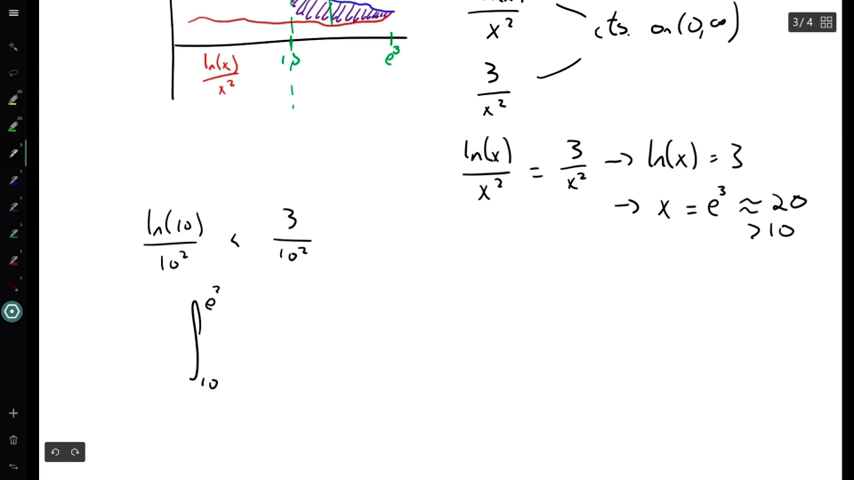 ln(x)/x² cts. on (0,∞)
3/x²
ln(x)/x² 10 e³
ln(x)/x² = 3/x² → ln(x) = 3
→ x = e³ ≈ 20
>10
ln(10)/10² < 3/10²
∫₁₀
3/4